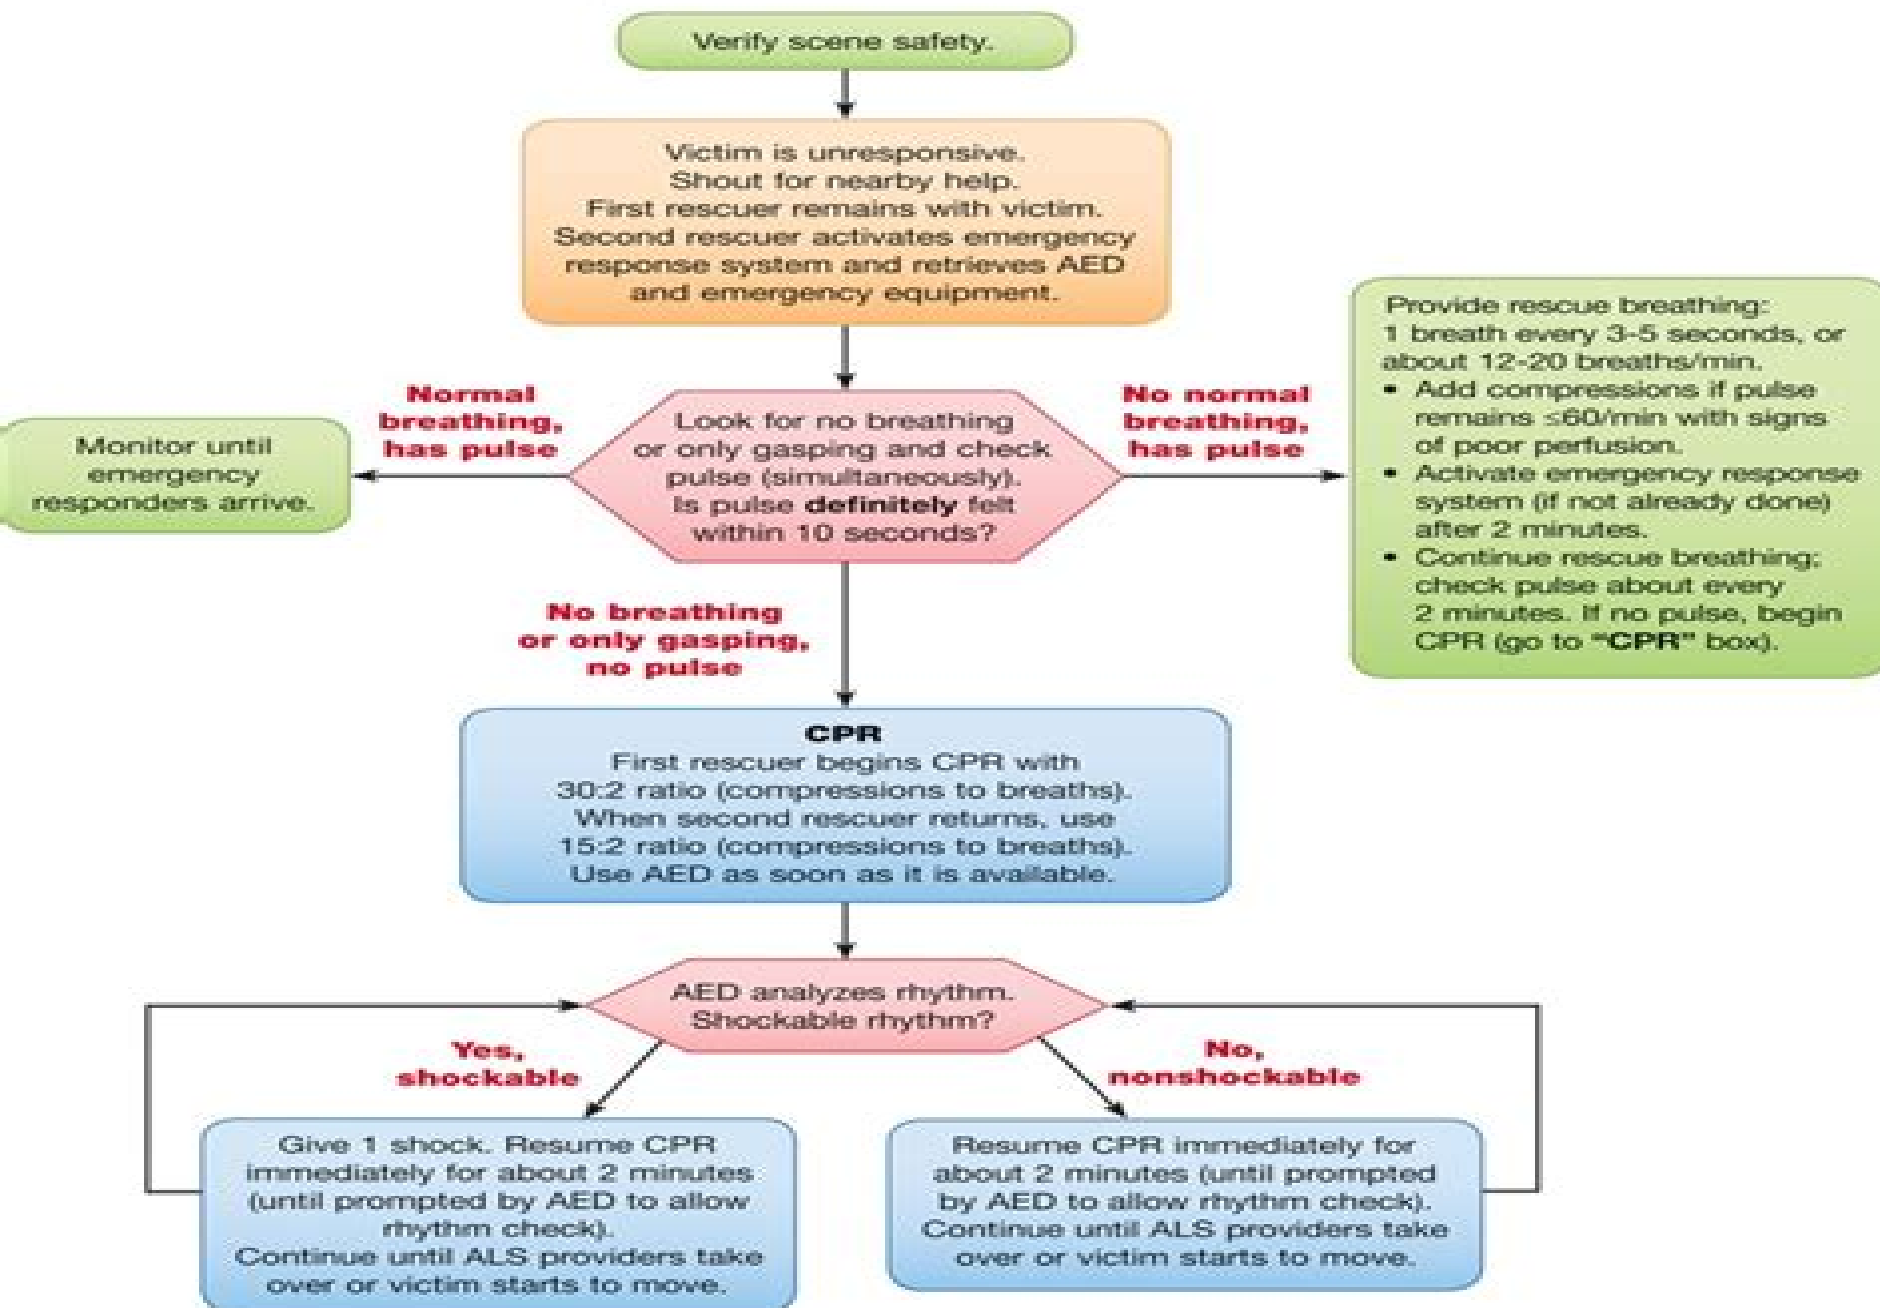 Verify scene safety.
Victim is unresponsive.
Shout for nearby help.
First rescuer remains with victim.
Second rescuer activates emergency
response system and retrieves AED
and emergency equipment.
Normal
breathing,
has pulse
Monitor until
emergency
responders arrive.
Look for no breathing
or only gasping and check
pulse (simultaneously).
Is pulse definitely felt
within 10 seconds?
No normal
breathing,
has pulse
Provide rescue breathing:
1 breath every 3-5 seconds, or
about 12-20 breaths/min.
• Add compressions if pulse
remains ≤60/min with signs
of poor perfusion.
• Activate emergency response
system (if not already done)
after 2 minutes.
• Continue rescue breathing;
check pulse about every
2 minutes. If no pulse, begin
CPR (go to “CPR” box).
No breathing
or only gasping,
no pulse
CPR
First rescuer begins CPR with
30:2 ratio (compressions to breaths).
When second rescuer returns, use
15:2 ratio (compressions to breaths).
Use AED as soon as it is available.
AED analyzes rhythm.
Shockable rhythm?
Yes,
shockable
No,
nonshockable
Give 1 shock. Resume CPR
immediately for about 2 minutes
(until prompted by AED to allow
rhythm check).
Continue until ALS providers take
over or victim starts to move.
Resume CPR immediately for
about 2 minutes (until prompted
by AED to allow rhythm check).
Continue until ALS providers take
over or victim starts to move.